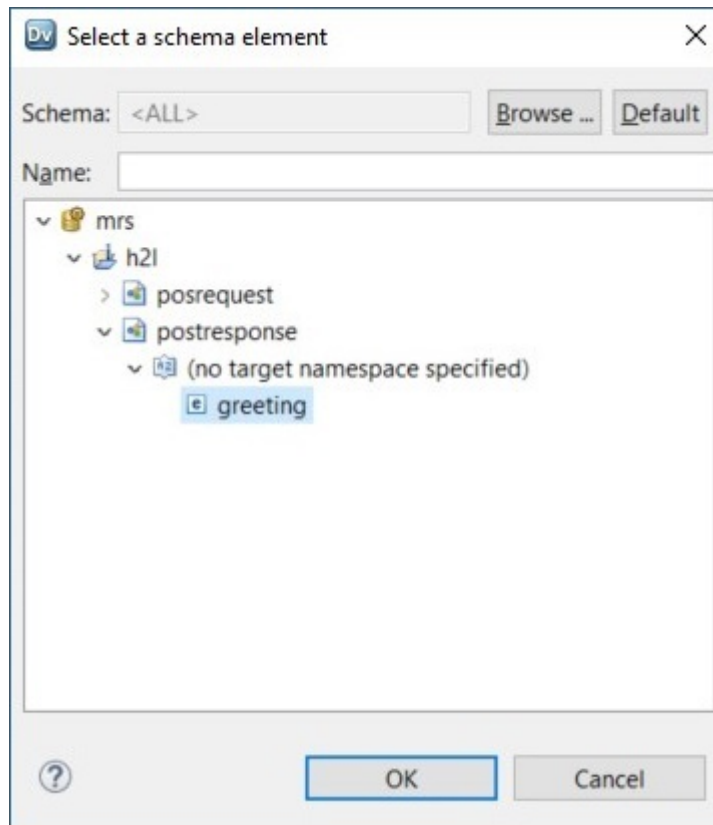 Dv Select a schema element
Schema: <ALL> Browse ... Default
Name:
mrs
h2l
posrequest
postresponse
(no target namespace specified)
e greeting
? OK Cancel